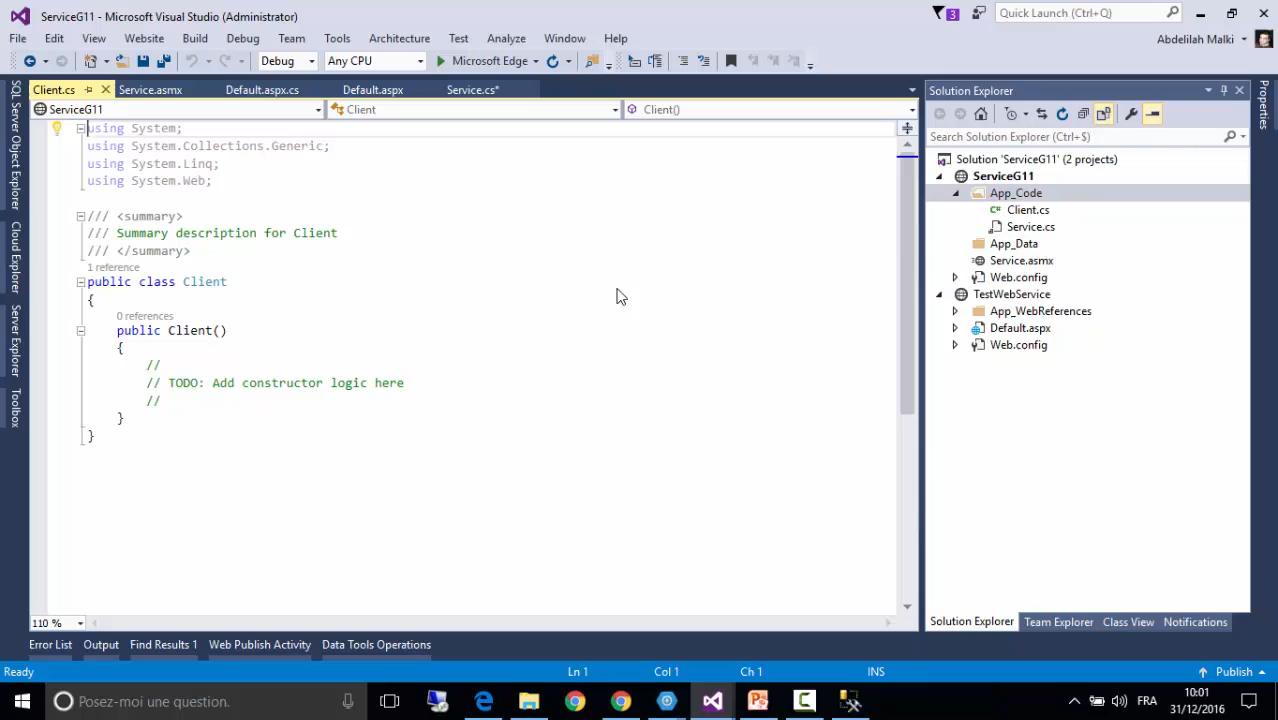 ServiceG11 - Microsoft Visual Studio (Administrator)
3
Quick Launch (Ctrl+Q)
File Edit View Website Build Debug Team Tools Architecture Test Analyze Window Help
Abdelilah Malki
Debug Any CPU Microsoft Edge
Client.cs Service.asmx Default.aspx.cs Default.aspx Service.cs*
ServiceG11 Client Client()
using System;
using System.Collections.Generic;
using System.Linq;
using System.Web;
/// <summary>
/// Summary description for Client
/// </summary>
1 reference
public class Client
{
0 references
public Client()
{
//
// TODO: Add constructor logic here
//
}
}
110 %
SQL Server Object Explorer
Cloud Explorer
Server Explorer
Toolbox
Solution Explorer
Search Solution Explorer (Ctrl+$)
Solution 'ServiceG11' (2 projects)
ServiceG11
App_Code
Client.cs
Service.cs
App_Data
Service.asmx
Web.config
TestWebService
App_WebReferences
Default.aspx
Web.config
Solution Explorer Team Explorer Class View Notifications
Properties
Error List Output Find Results 1 Web Publish Activity Data Tools Operations
Ready Ln 1 Col 1 Ch 1 INS Publish
Posez-moi une question.
FRA
10:01
31/12/2016